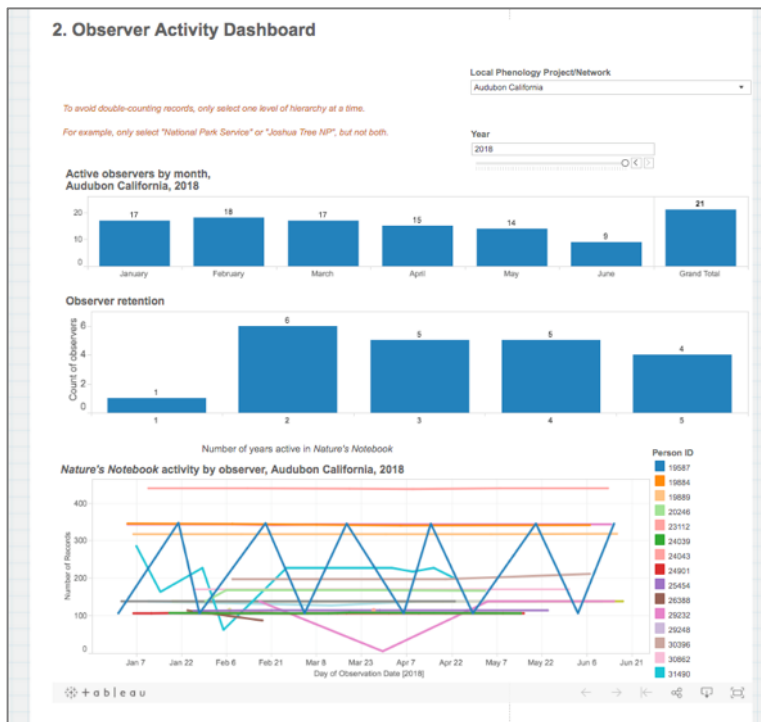 2. Observer Activity Dashboard
Local Phenology Project/Network
Audubon California
To avoid double-counting records, only select one level of hierarchy at a time.
For example, only select "National Park Service" or "Joshua Tree NP", but not both.
Year
2018
Active observers by month,
Audubon California, 2018
20
10
0
17
18
17
15
14
9
21
January
February
March
April
May
June
Grand Total
Observer retention
Count of observers
6
4
2
0
1
6
5
5
4
1
2
3
4
5
Number of years active in Nature's Notebook
Nature's Notebook activity by observer, Audubon California, 2018
Number of Records
400
300
200
100
0
Jan 7
Jan 22
Feb 6
Feb 21
Mar 8
Mar 23
Apr 7
Apr 22
May 7
May 22
Jun 6
Jun 21
Day of Observation Date [2018]
Person ID
19587
19884
19889
20246
23112
24039
24043
24901
25454
26388
29232
29248
30396
30862
31490
+ a b | e a u